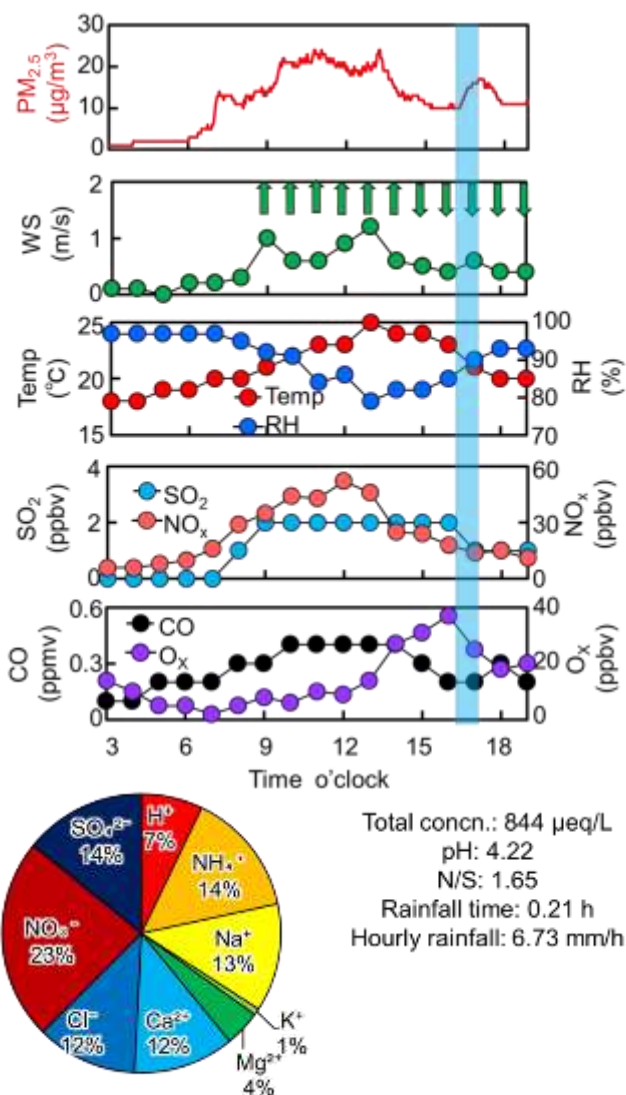 30
20
10
0
PM2.5
(μg/m³)
2
1
0
WS
(m/s)
25
20
15
Temp
(℃)
100
90
80
70
RH
(%)
Temp
RH
4
2
0
SO2
(ppbv)
60
30
0
NOx
(ppbv)
SO2
NOx
0.6
0.3
0
CO
(ppmv)
40
20
0
OX
(ppbv)
CO
OX
3 6 9 12 15 18
Time o'clock
SO₄²⁻
14%
H⁺
7%
NH₄⁺
14%
Na⁺
13%
K⁺
1%
Mg²⁺
4%
Ca²⁺
12%
Cl⁻
12%
NO₃⁻
23%
Total concn.: 844 μeq/L
pH: 4.22
N/S: 1.65
Rainfall time: 0.21 h
Hourly rainfall: 6.73 mm/h